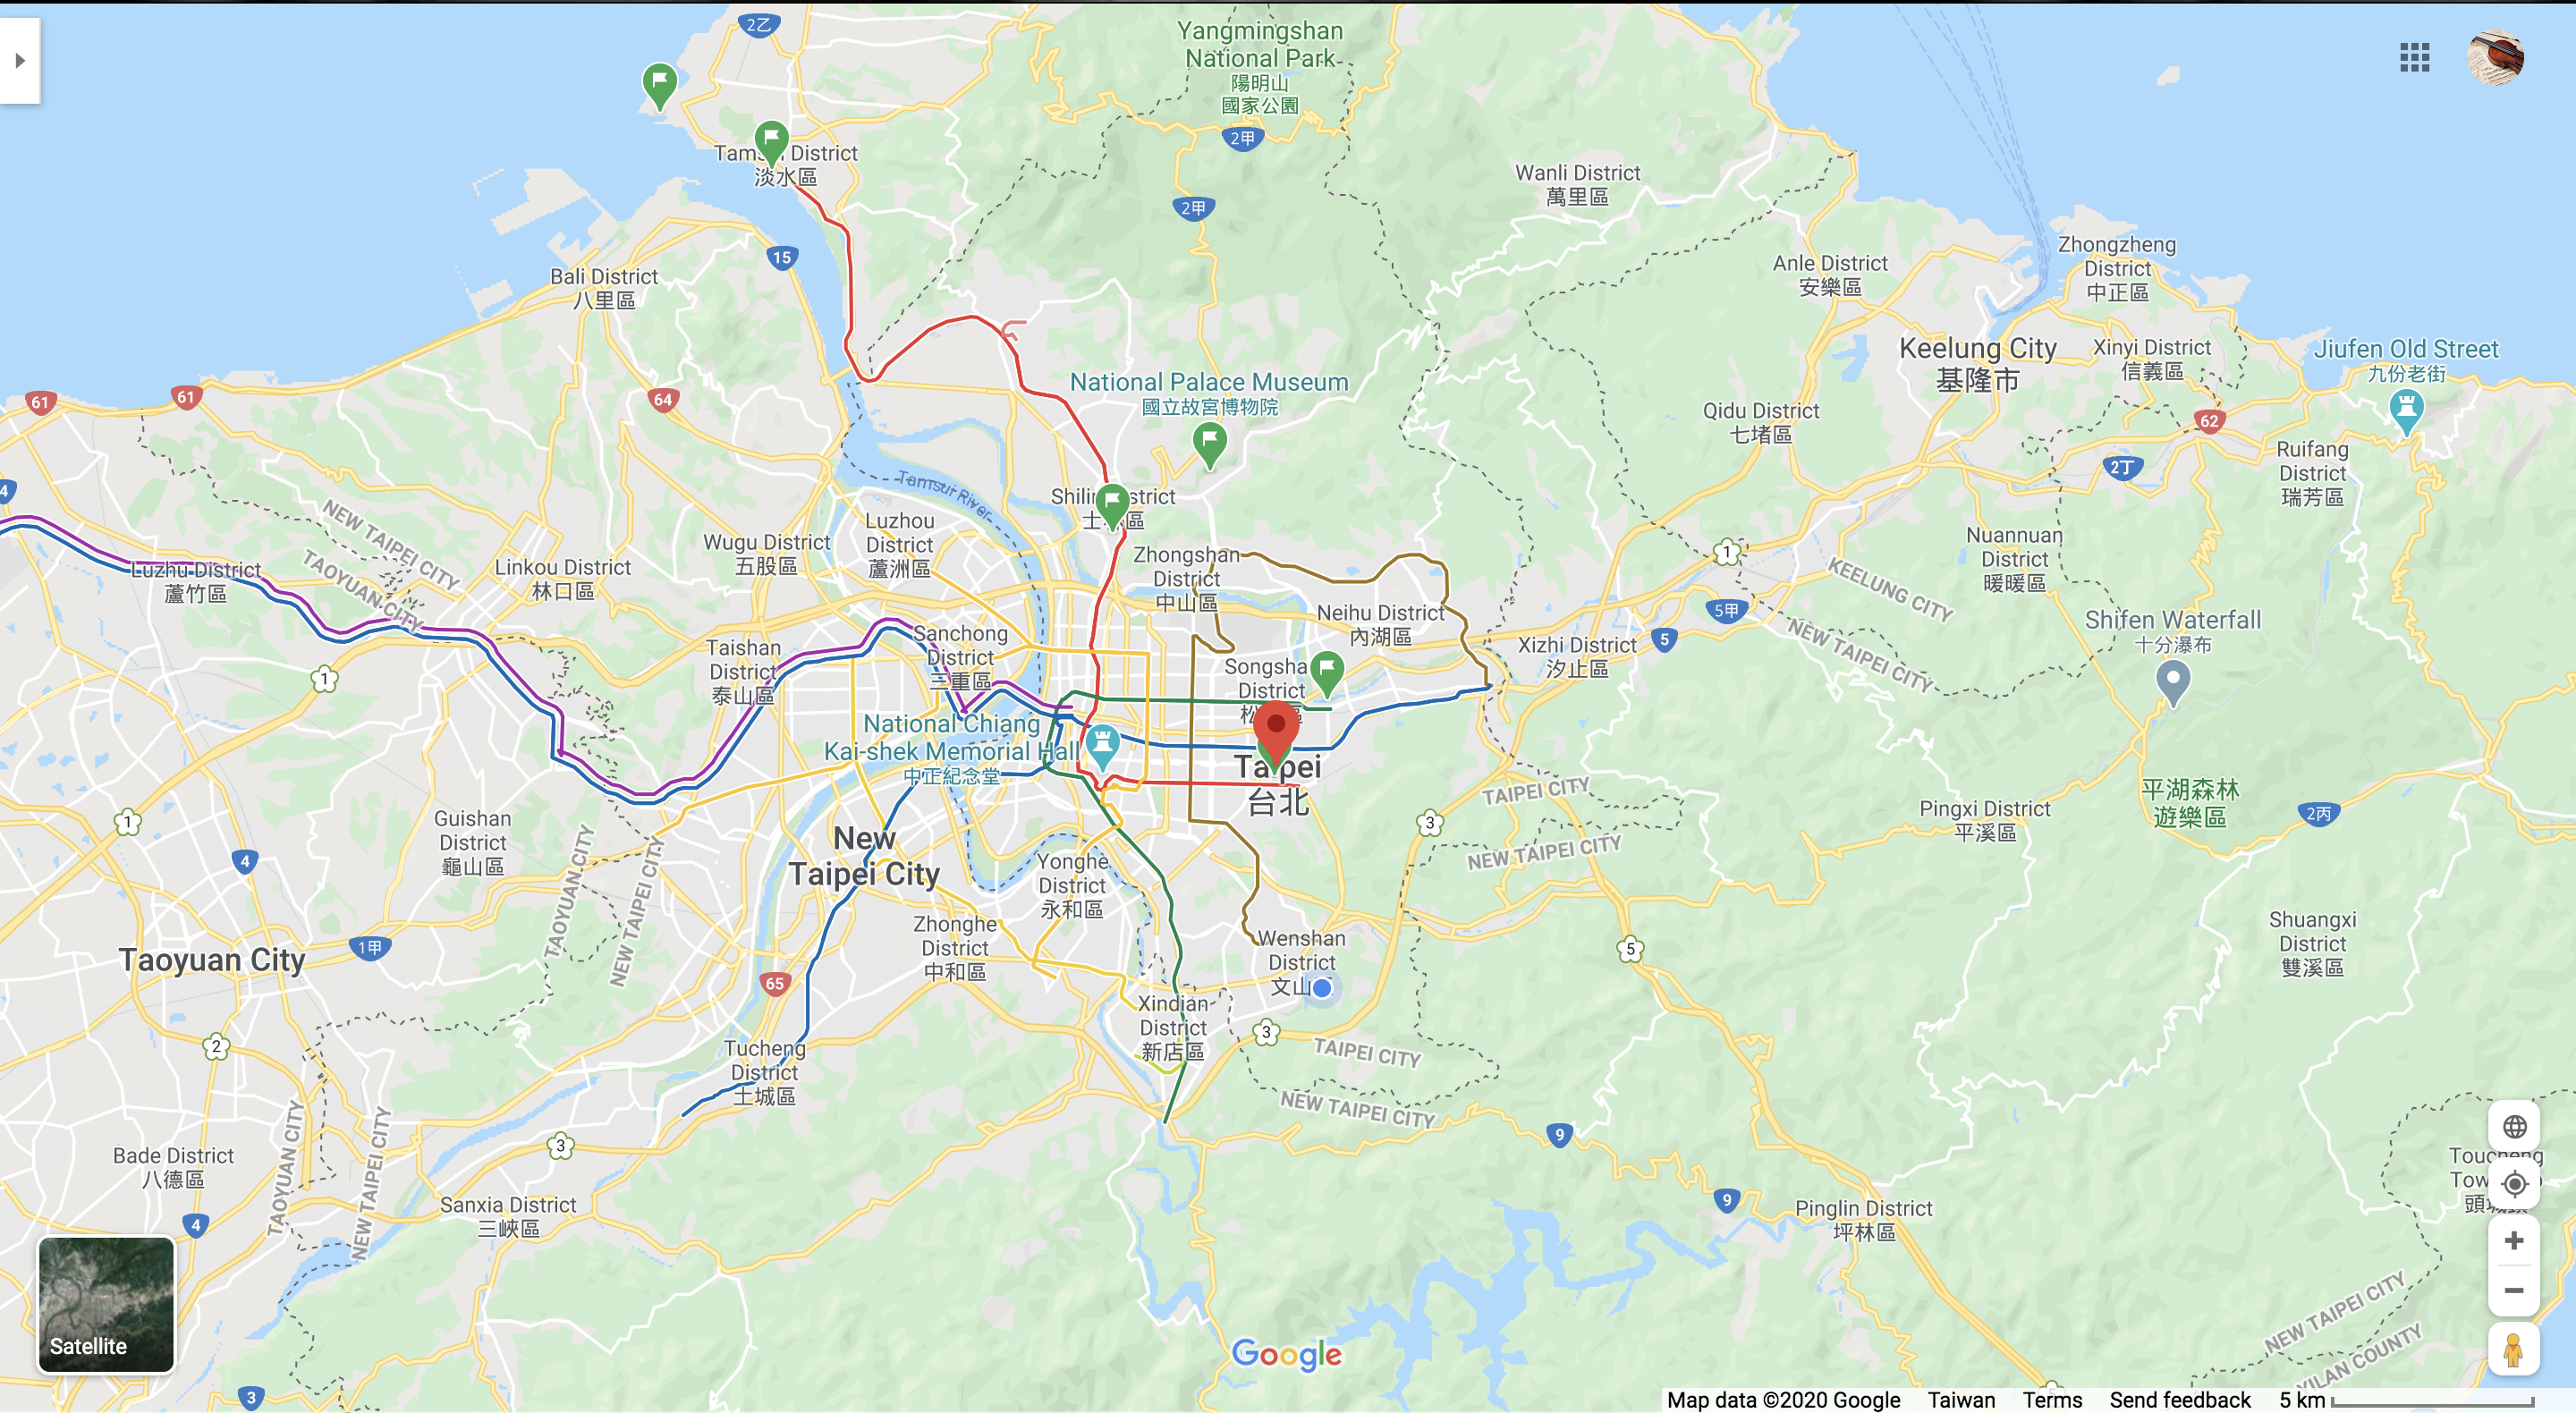 2乙
Yangmingshan
National Park
陽明山
國家公園
2甲
Tamsui District
淡水區
Wanli District
萬里區
2甲
15
Bali District
八里區
Zhongzheng
District
中正區
Anle District
安樂區
Keelung City
基隆市
Xinyi District
信義區
Jiufen Old Street
九份老街
61
61
64
National Palace Museum
國立故宮博物院
Qidu District
七堵區
62
2丁
Ruifang
District
瑞芳區
4
Tamsui River
Shilin District
士林區
NEW TAIPEI CITY
TAOYUAN CITY
Luzhou
District
蘆洲區
Wugu District
五股區
Linkou District
林口區
Luzhu District
蘆竹區
Zhongshan
District
中山區
1
Nuannuan
District
暖暖區
KEELUNG CITY
NEW TAIPEI CITY
5甲
Neihu District
內湖區
5
Shifen Waterfall
十分瀑布
Sanchong
District
三重區
Taishan
District
泰山區
1
Xizhi District
汐止區
Songshan
District
松山區
National Chiang
Kai-shek Memorial Hall
中正紀念堂
Taipei
台北
TAIPEI CITY
平湖森林
遊樂區
2丙
Pingxi District
平溪區
1
Guishan
District
龜山區
4
New
Taipei City
3
NEW TAIPEI CITY
TAOYUAN CITY
NEW TAIPEI CITY
Yonghe
District
永和區
Zhonghe
District
中和區
Wenshan
District
文山
5
Shuangxi
District
雙溪區
Taoyuan City
1甲
65
Xindian
District
新店區
3
2
Tucheng
District
土城區
TAIPEI CITY
NEW TAIPEI CITY
9
3
Bade District
八德區
TAOYUAN CITY
NEW TAIPEI CITY
Sanxia District
三峽區
4
9
Pinglin District
坪林區
Toucheng
NEW TAIPEI CITY
YILAN COUNTY
Satellite
3
Google
5
Map data ©2020 Google Taiwan Terms Send feedback 5 km